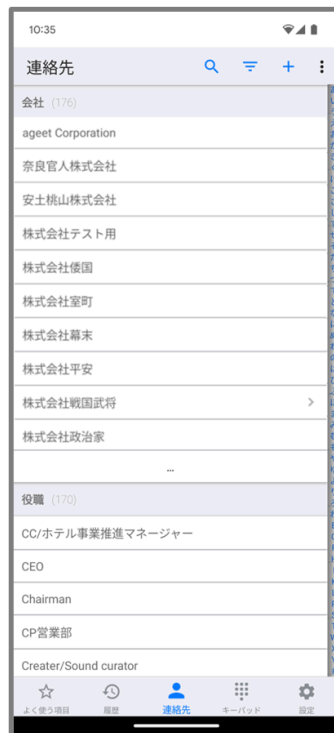 10:35
連絡先
会社 (176)
ageet Corporation
奈良官人株式会社
安土桃山株式会社
株式会社テスト用
株式会社倭国
株式会社室町
株式会社幕末
株式会社平安
株式会社戦国武将
株式会社政治家
...
役職 (170)
CC/ホテル事業推進マネージャー
CEO
Chairman
CP営業部
Creater/Sound curator
よく使う項目 履歴 連絡先 キーパッド 設定